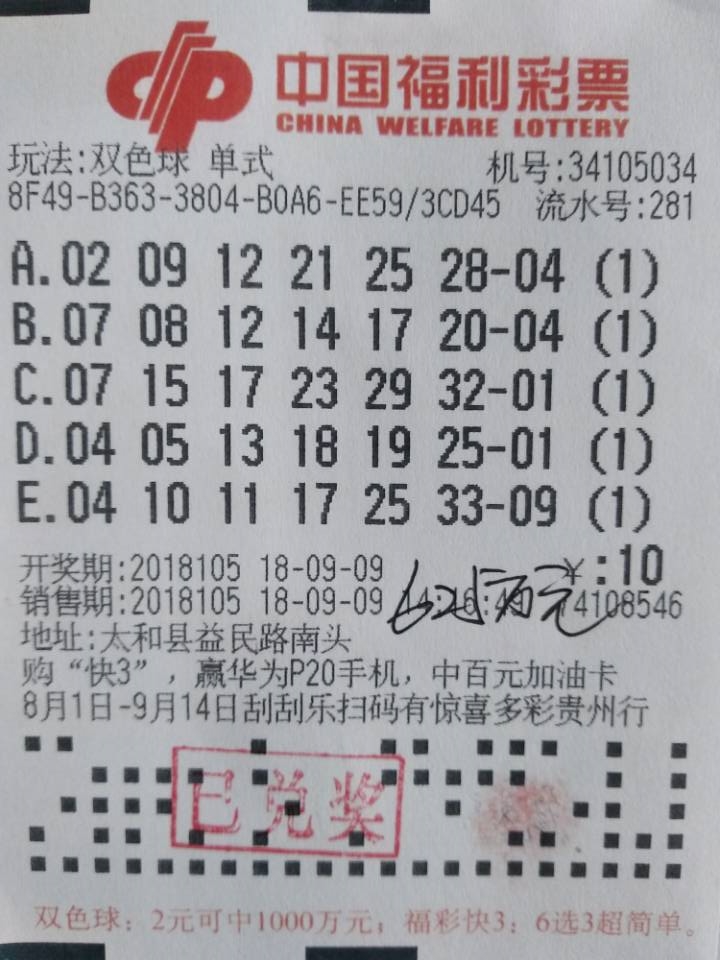 中国福利彩票
CHINA WELFARE LOTTERY
玩法:双色球 单式 机号:34105034
8F49-B363-3804-B0A6-EE59/3CD45 流水号:281
A.02 09 12 21 25 28-04 (1)
B.07 08 12 14 17 20-04 (1)
C.07 15 17 23 29 32-01 (1)
D.04 05 13 18 19 25-01 (1)
E.04 10 11 17 25 33-09 (1)
开奖期:2018105 18-09-09 ¥:10
销售期:2018105 18-09-09 14108546
万元
地址:太和县益民路南头
购“快3”,赢华为P20手机,中百元加油卡
8月1日-9月14日刮刮乐扫码有惊喜多彩贵州行
已兑奖
双色球:2元可中1000万元;福彩快3:6选3超简单。